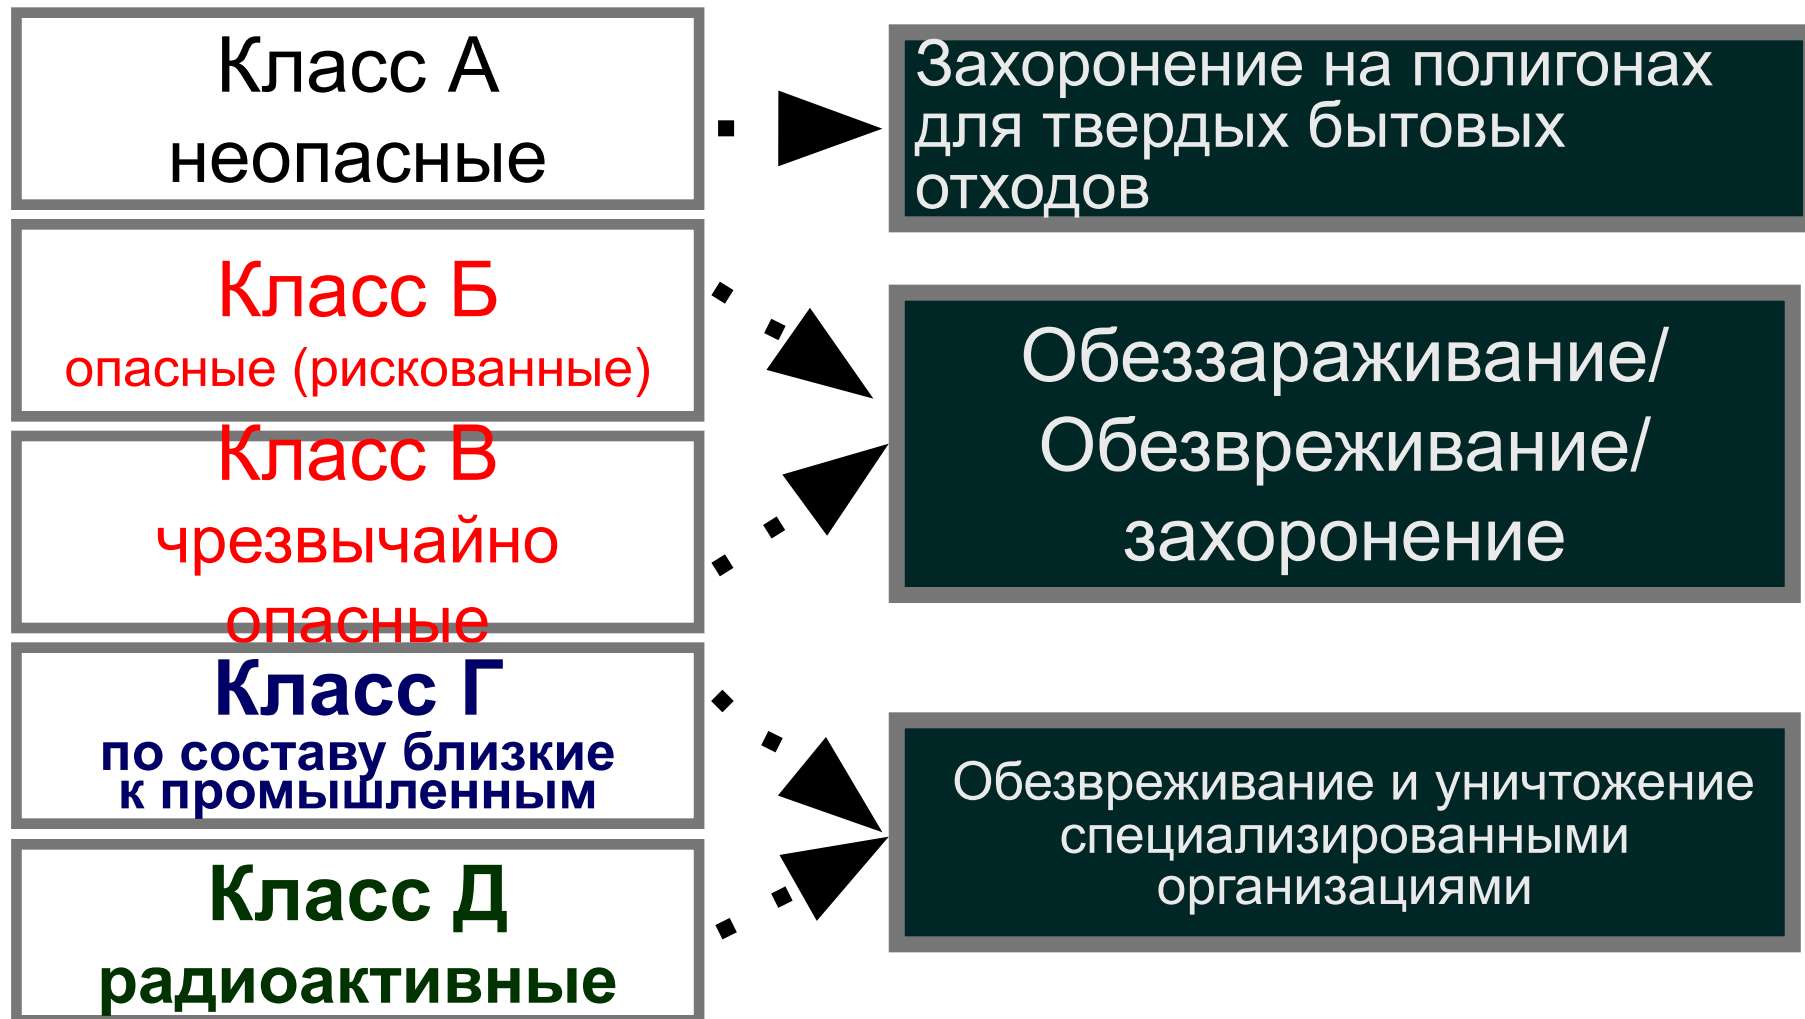 Класс А
неопасные
Захоронение на полигонах
для твердых бытовых
отходов
Класс Б
опасные (рискованные)
Класс В
чрезвычайно
опасные
Обеззараживание/
Обезвреживание/
захоронение
Класс Г
по составу близкие
к промышленным
Класс Д
радиоактивные
Обезвреживание и уничтожение
специализированными
организациями